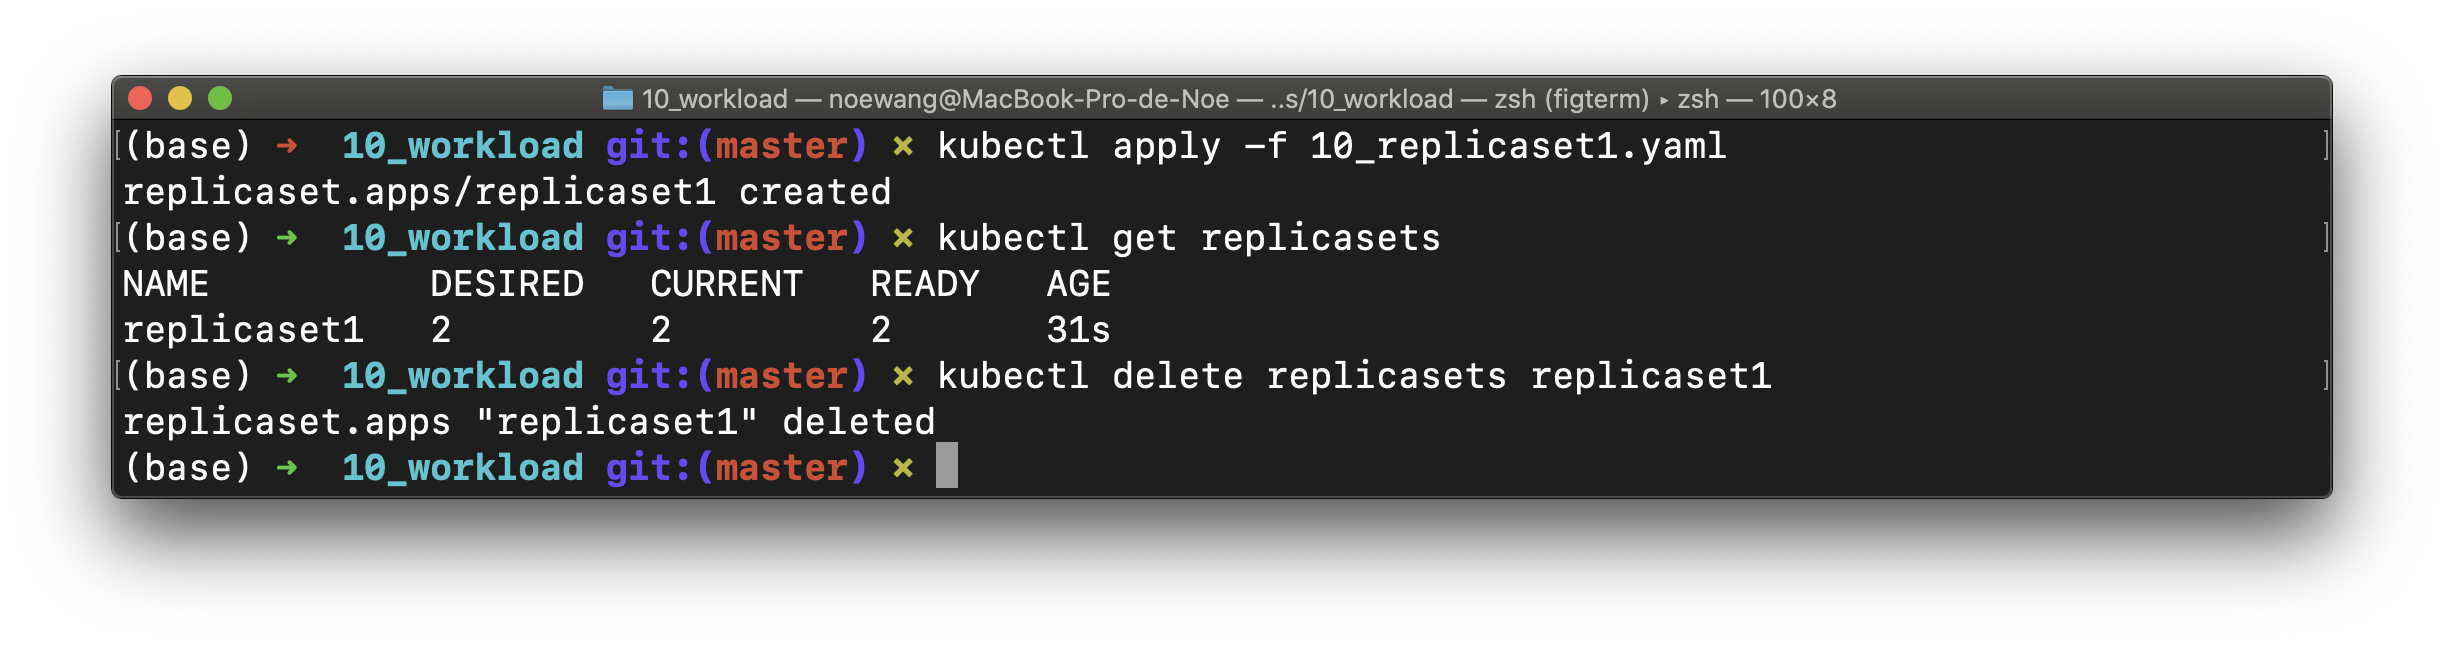 10_workload — noewang@MacBook-Pro-de-Noe — ..s/10_workload — zsh (figterm) ▸ zsh — 100×8
(base) ➜  10_workload git:(master) ✗ kubectl apply -f 10_replicaset1.yaml
replicaset.apps/replicaset1 created
(base) ➜  10_workload git:(master) ✗ kubectl get replicasets
NAME          DESIRED   CURRENT   READY   AGE
replicaset1   2         2         2       31s
(base) ➜  10_workload git:(master) ✗ kubectl delete replicasets replicaset1
replicaset.apps "replicaset1" deleted
(base) ➜  10_workload git:(master) ✗